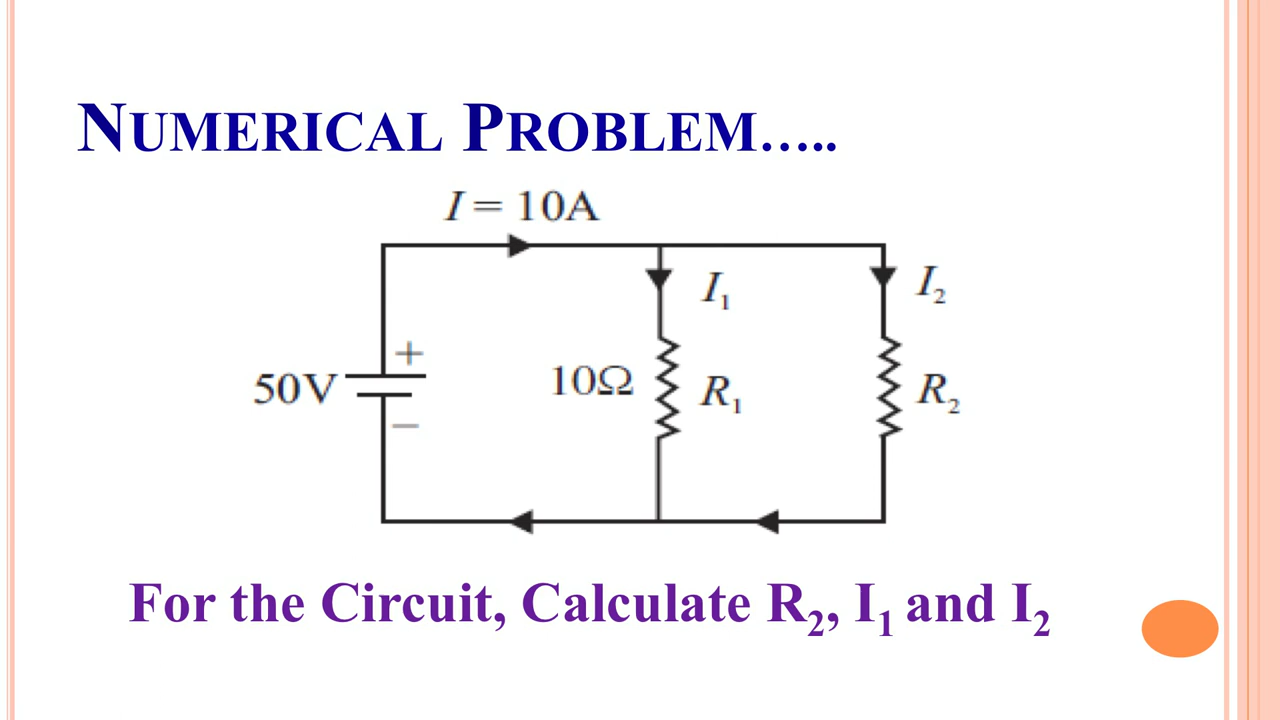 NUMERICAL PROBLEM…..
I = 10A
I₁
I₂
+
50V
10Ω
R₁
R₂
−
For the Circuit, Calculate R₂, I₁ and I₂